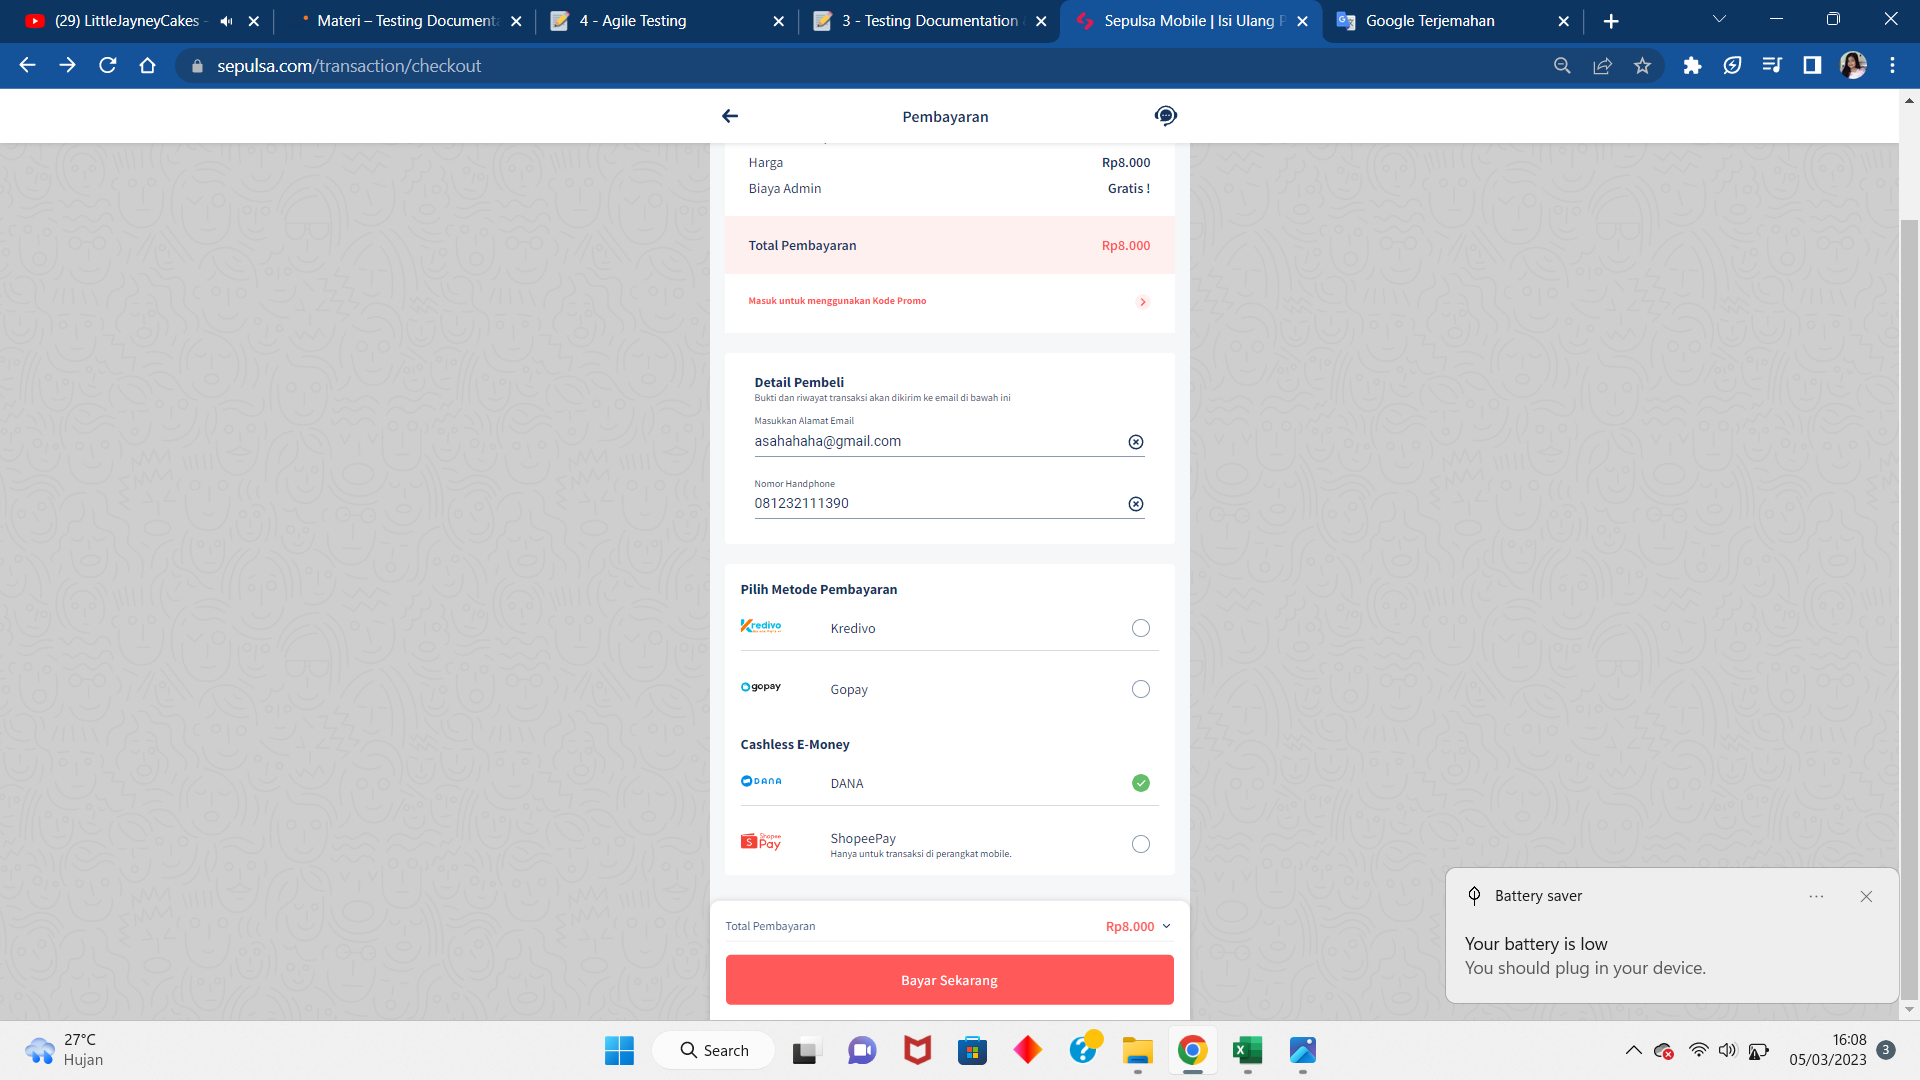 (29) LittleJayneyCakes -
Materi – Testing Documenta
4 - Agile Testing
3 - Testing Documentation
Sepulsa Mobile | Isi Ulang P
Google Terjemahan
sepulsa.com/transaction/checkout
Pembayaran
Harga Rp8.000
Biaya Admin Gratis !
Total Pembayaran Rp8.000
Masuk untuk menggunakan Kode Promo
Detail Pembeli
Bukti dan riwayat transaksi akan dikirim ke email di bawah ini
Masukkan Alamat Email
asahahaha@gmail.com
Nomor Handphone
081232111390
Pilih Metode Pembayaran
Kredivo Kredivo
gopay Gopay
Cashless E-Money
DANA DANA
Shopee Pay ShopeePay
Hanya untuk transaksi di perangkat mobile.
Total Pembayaran Rp8.000
Bayar Sekarang
Battery saver
Your battery is low
You should plug in your device.
27°C
Hujan
Search
16:08
05/03/2023
3